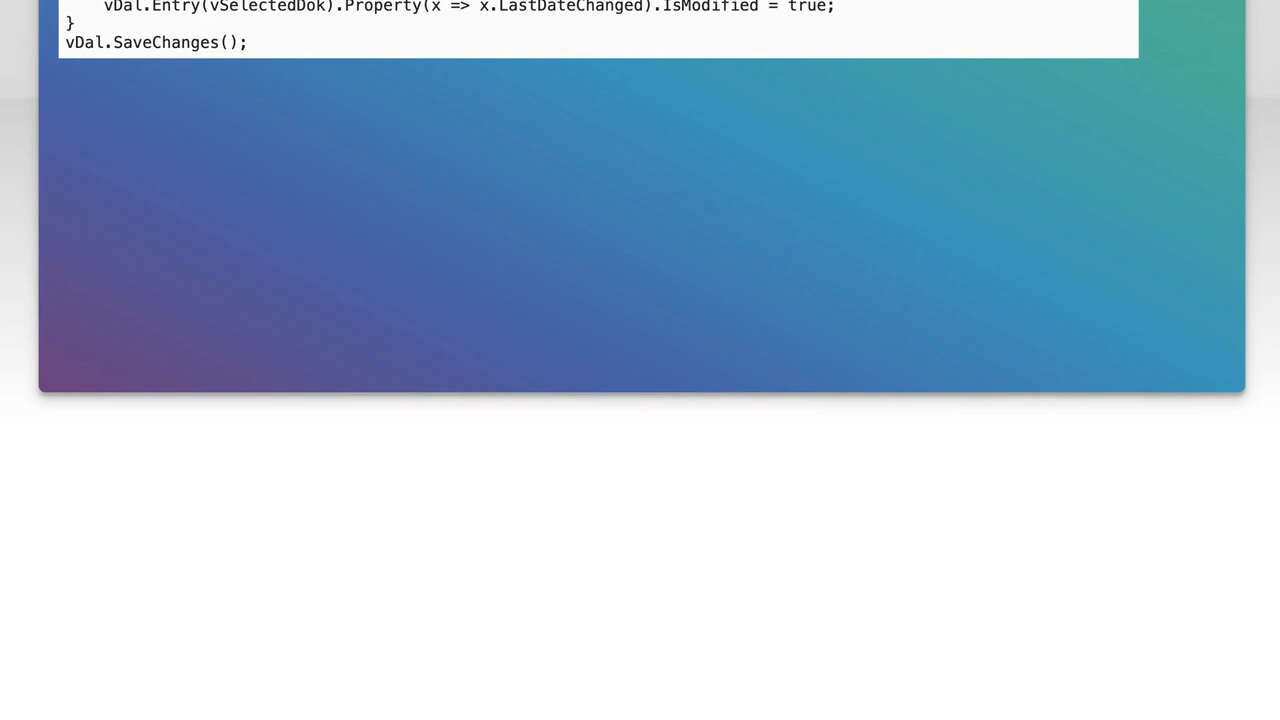 vDal.Entry(vSelectedDok).Property(x => x.LastDateChanged).IsModified = true;
}
vDal.SaveChanges();